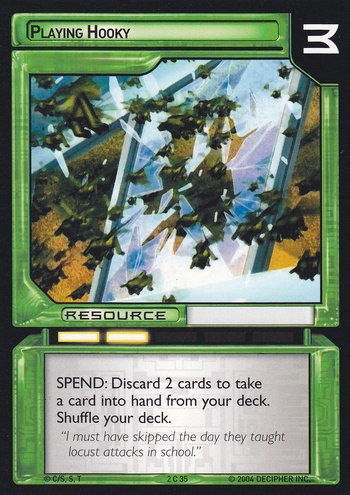 PLAYING HOOKY
3
RESOURCE
SPEND: Discard 2 cards to take
a card into hand from your deck.
Shuffle your deck.
“I must have skipped the day they taught
locust attacks in school.”
© C/S, S, T 2 C 35 © 2004 DECIPHER INC.